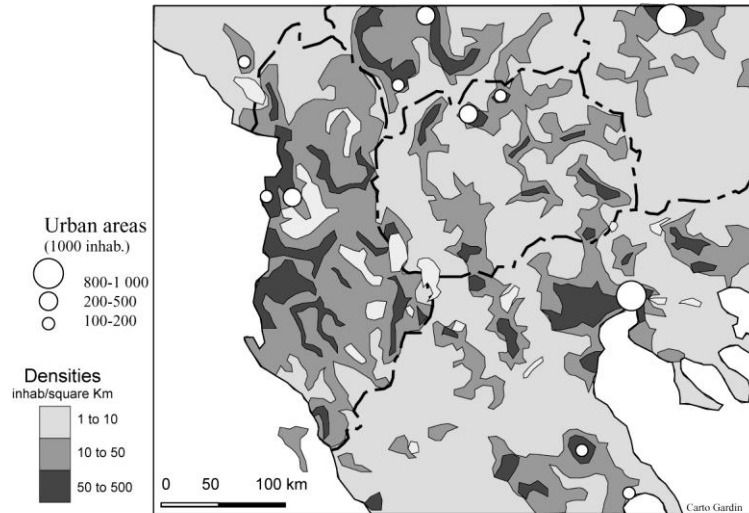 Urban areas
(1000 inhab.)
800-1 000
200-500
100-200
Densities
inhab/square Km
1 to 10
10 to 50
50 to 500
0 50 100 km
Carto Gardin